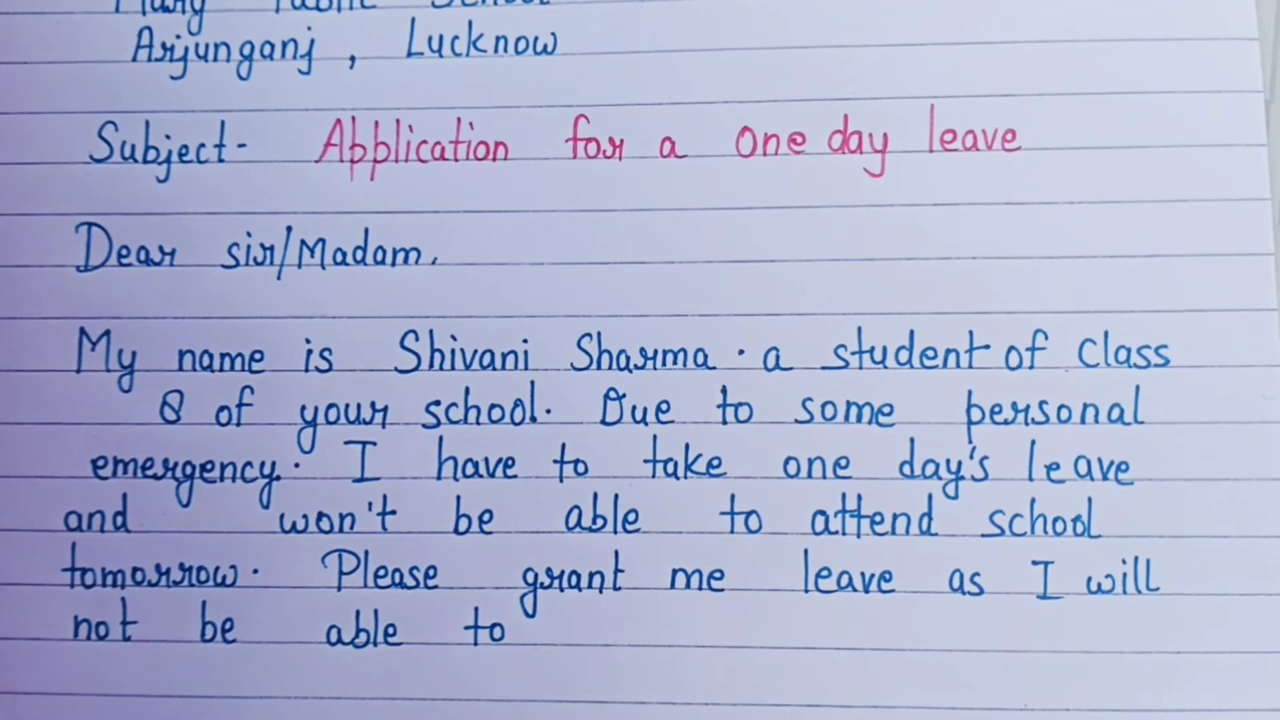 Public School
Arjunganj, Lucknow
Subject- Application for a one day leave
Dear sir/Madam,
My name is Shivani Sharma. a student of Class
8 of your school. Due to some personal
emergency. I have to take one day's leave
and won't be able to attend school
tomorrow. Please grant me leave as I will
not be able to